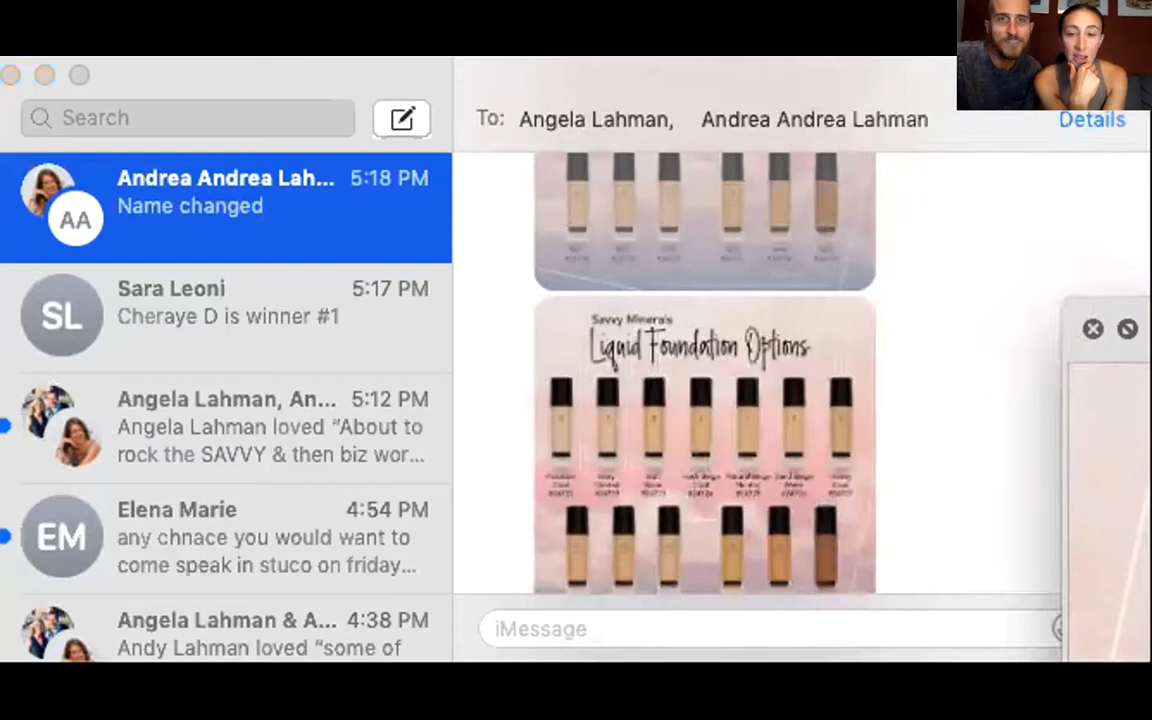 Search
To: Angela Lahman, Andrea Andrea Lahman
Details
Andrea Andrea Lah... 5:18 PM
Name changed
AA
Sara Leoni 5:17 PM
Cheraye D is winner #1
SL
Angela Lahman, An... 5:12 PM
Angela Lahman loved “About to
rock the SAVVY & then biz wor...
Elena Marie 4:54 PM
any chnace you would want to
come speak in stuco on friday...
EM
Angela Lahman & A... 4:38 PM
Andy Lahman loved “some of
Savvy Minerals
Liquid Foundation Options
iMessage